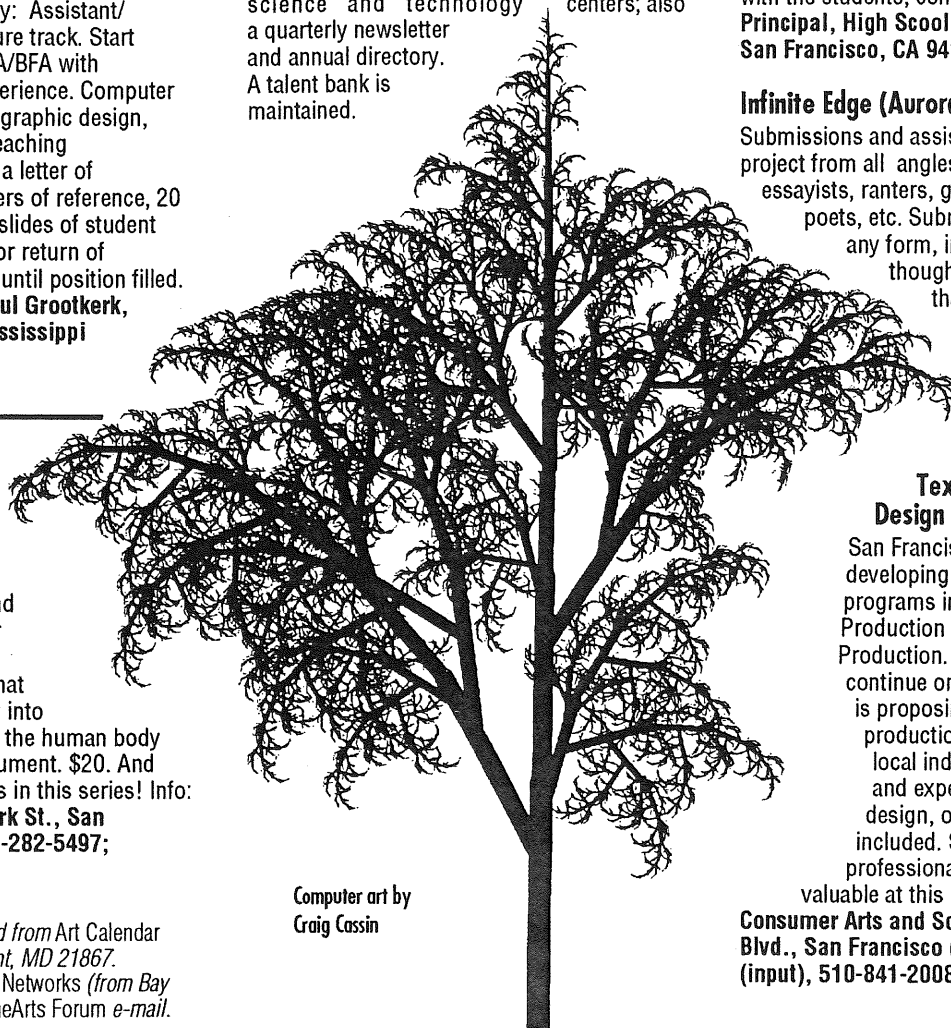 y: Assistant/
ure track. Start
A/BFA with
erience. Computer
graphic design,
eaching
a letter of
ers of reference, 20
slides of student
or return of
until position filled.
ul Grootkerk,
ssissippi
nd
hat
into
the human body
ument. $20. And
s in this series! Info:
rk St., San
-282-5497;
d from Art Calendar
nt, MD 21867.
Networks (from Bay
neArts Forum e-mail.
science and technology centers; also
a quarterly newsletter
and annual directory.
A talent bank is
maintained.
Computer art by
Craig Cassin
Principal, High Scool
San Francisco, CA 94
Infinite Edge (Aurore
Submissions and assis
project from all angles
essayists, ranters, g
poets, etc. Subn
any form, in
though
th
Tex
Design
San Francis
developing
programs in
Production
Production.
continue or
is proposi
productio
local ind
and expe
design, o
included. S
professiona
valuable at this
Consumer Arts and Sc
Blvd., San Francisco
(input), 510-841-2008